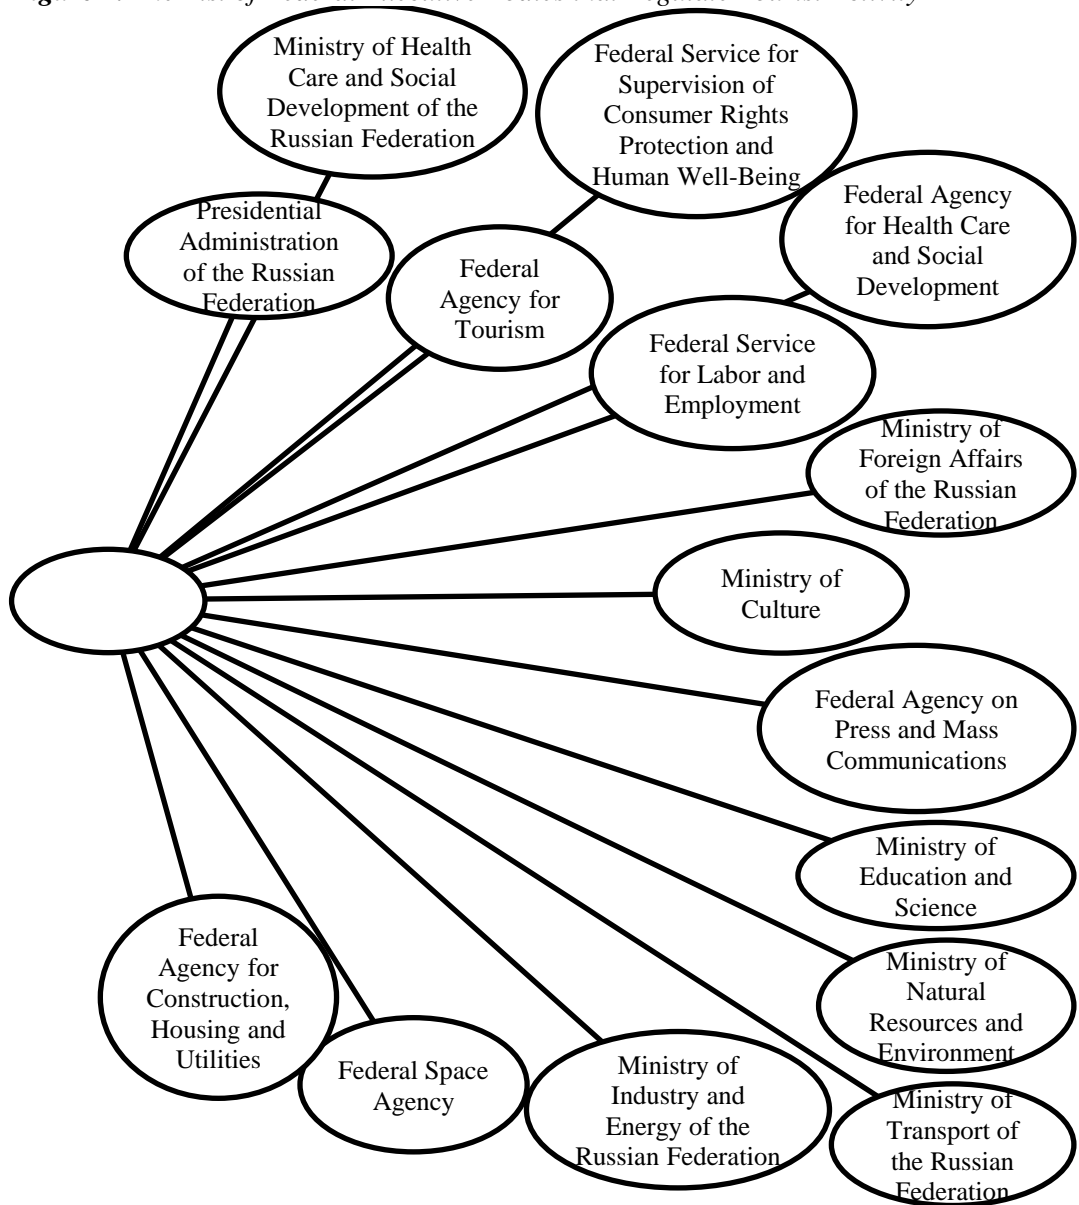 Ministry of Health
Care and Social
Development of the
Russian Federation
Federal Service for
Supervision of
Consumer Rights
Protection and
Human Well-Being
Presidential
Administration
of the Russian
Federation
Federal
Agency for
Tourism
Federal Agency
for Health Care
and Social
Development
Federal Service
for Labor and
Employment
Ministry of
Foreign Affairs
of the Russian
Federation
Ministry of
Culture
Federal Agency on
Press and Mass
Communications
Ministry of
Education and
Science
Federal
Agency for
Construction,
Housing and
Utilities
Ministry of
Natural
Resources and
Environment
Federal Space
Agency
Ministry of
Industry and
Energy of the
Russian Federation
Ministry of
Transport of
the Russian
Federation